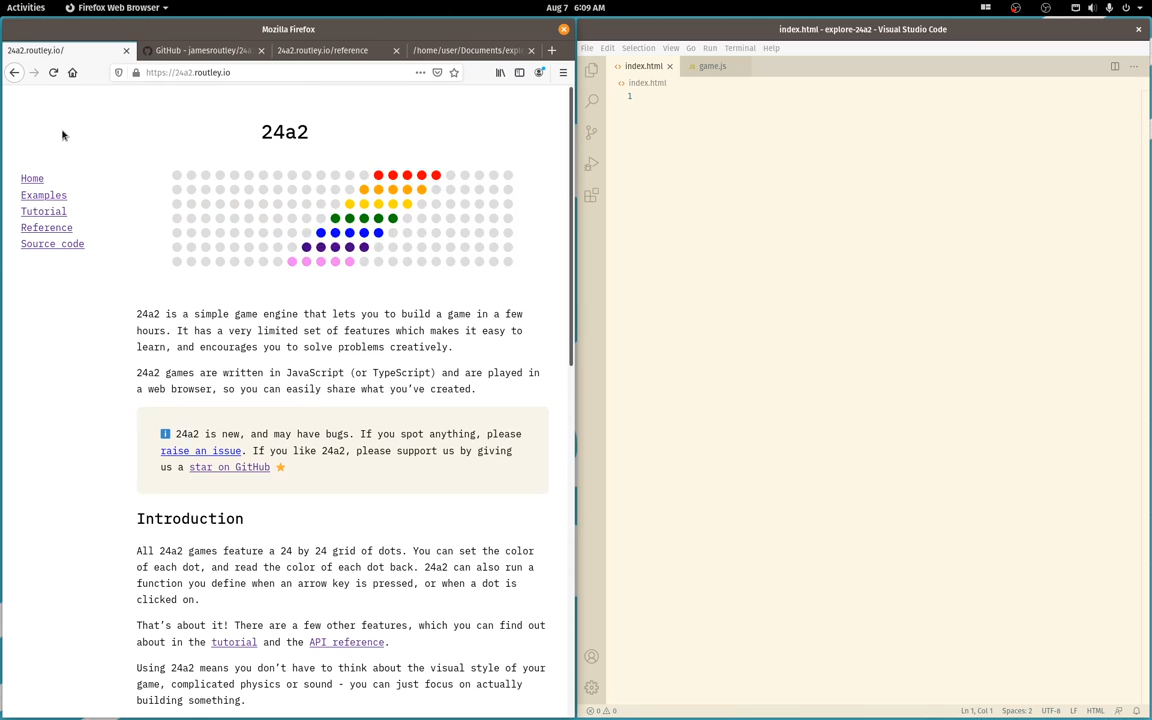 Activities
Firefox Web Browser
Aug 7 6:09 AM
Mozilla Firefox
24a2.routley.io/
GitHub - jamesroutley/24a
24a2.routley.io/reference
/home/user/Documents/expl
https://24a2.routley.io
24a2
Home
Examples
Tutorial
Reference
Source code
24a2 is a simple game engine that lets you to build a game in a few
hours. It has a very limited set of features which makes it easy to
learn, and encourages you to solve problems creatively.
24a2 games are written in JavaScript (or TypeScript) and are played in
a web browser, so you can easily share what you’ve created.
24a2 is new, and may have bugs. If you spot anything, please
raise an issue. If you like 24a2, please support us by giving
us a star on GitHub
Introduction
All 24a2 games feature a 24 by 24 grid of dots. You can set the color
of each dot, and read the color of each dot back. 24a2 can also run a
function you define when an arrow key is pressed, or when a dot is
clicked on.
That’s about it! There are a few other features, which you can find out
about in the tutorial and the API reference.
Using 24a2 means you don’t have to think about the visual style of your
game, complicated physics or sound - you can just focus on actually
building something.
index.html - explore-24a2 - Visual Studio Code
File Edit Selection View Go Run Terminal Help
index.html
JS game.js
index.html
1
0 0
Ln 1, Col 1 Spaces: 2 UTF-8 LF HTML